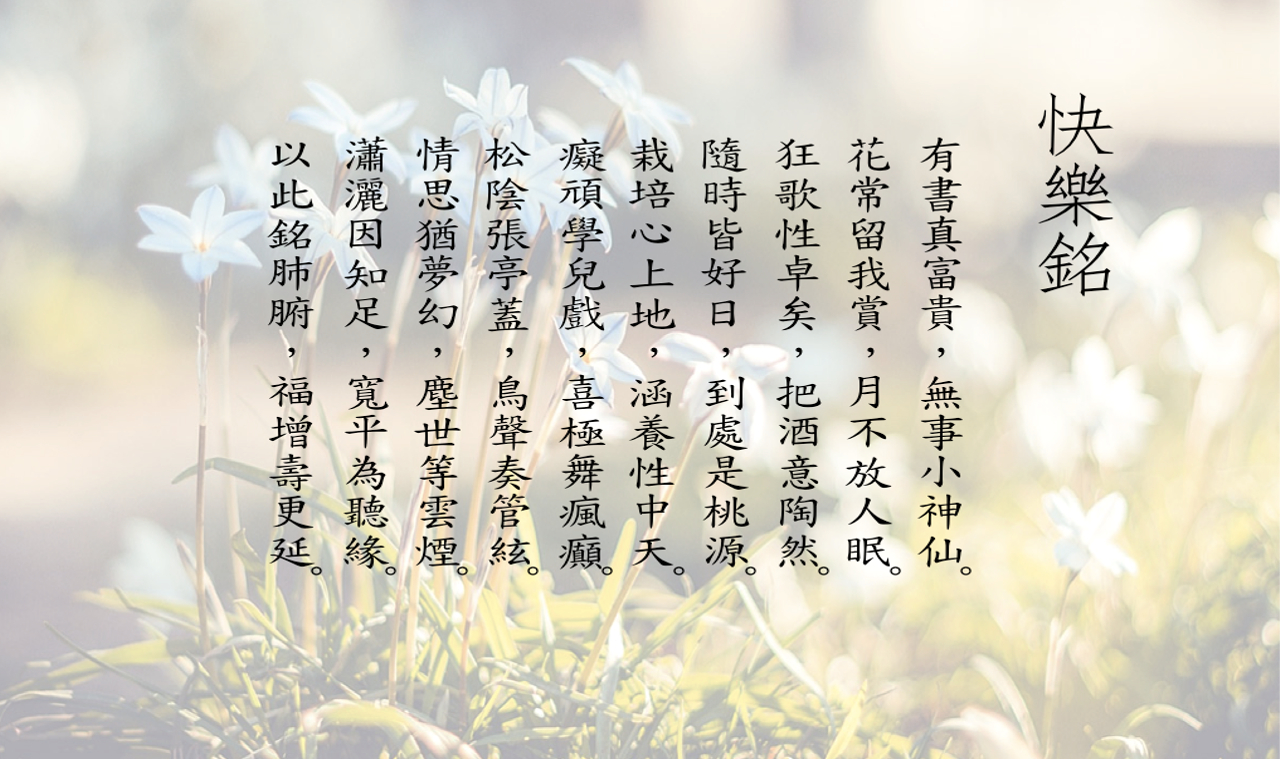 快樂銘
有書真富貴，無事小神仙。
花常留我賞，月不放人眠。
狂歌性卓矣，把酒意陶然。
隨時皆好日，到處是桃源。
栽培心上地，涵養性中天。
癡頑學兒戲，喜極舞瘋癲。
松陰張亭蓋，鳥聲奏管絃。
情思猶夢幻，塵世等雲煙。
瀟灑因知足，寬平為聽緣。
以此銘肺腑，福增壽更延。